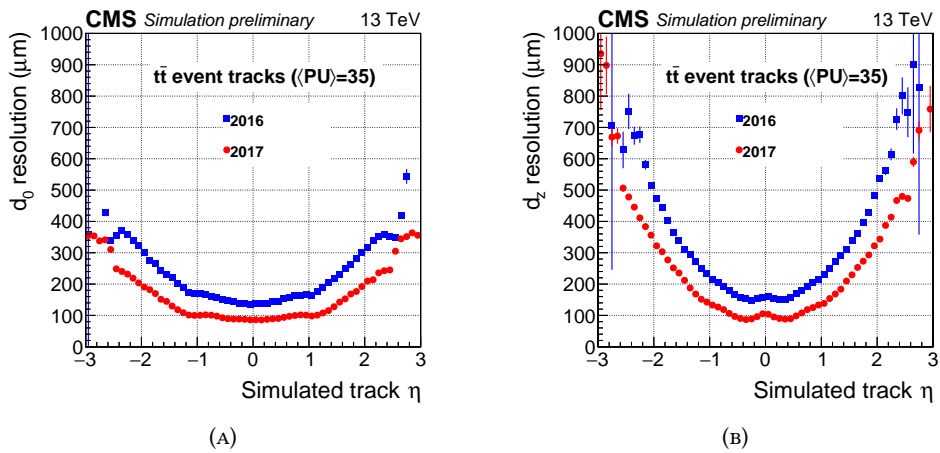 CMS Simulation preliminary 13 TeV
d₀ resolution (μm)
1000
900
800
700
600
500
400
300
200
100
0
tt̄ event tracks (⟨PU⟩=35)
2016
2017
−3 −2 −1 0 1 2 3
Simulated track η
(A)
CMS Simulation preliminary 13 TeV
d_z resolution (μm)
1000
900
800
700
600
500
400
300
200
100
0
tt̄ event tracks (⟨PU⟩=35)
2016
2017
−3 −2 −1 0 1 2 3
Simulated track η
(B)